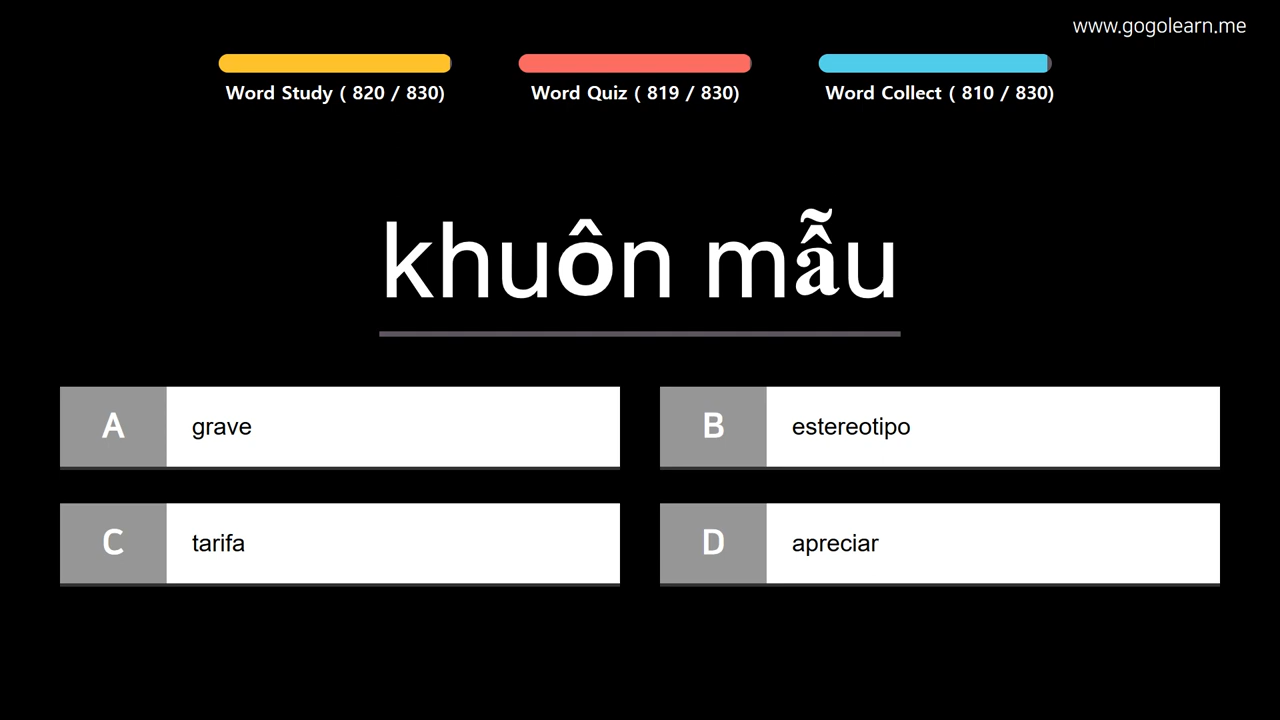 www.gogolearn.me
Word Study ( 820 / 830)
Word Quiz ( 819 / 830)
Word Collect ( 810 / 830)
khuôn mẫu
A grave
B estereotipo
C tarifa
D apreciar